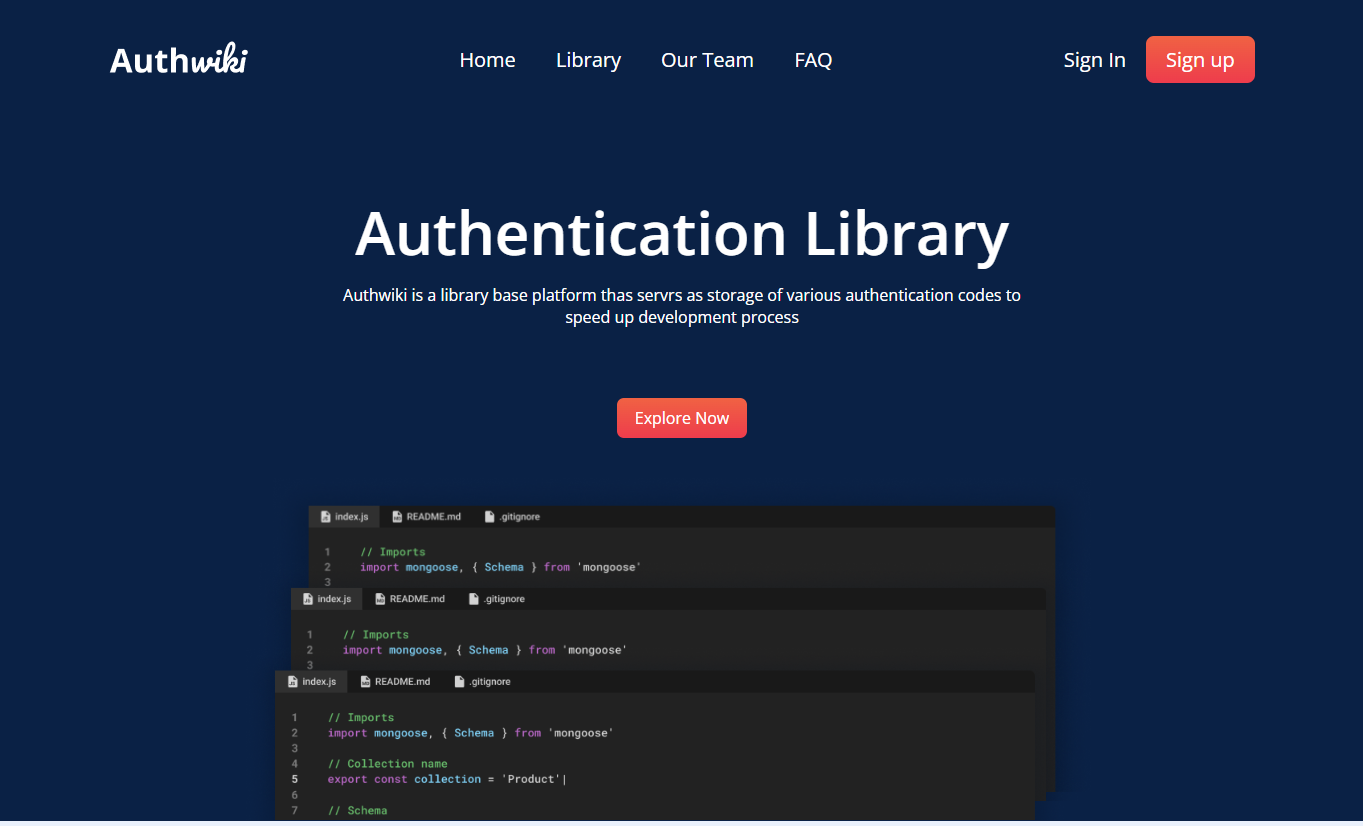 Authwiki
Home Library Our Team FAQ
Sign In Sign up
Authentication Library
Authwiki is a library base platform thas servrs as storage of various authentication codes to
speed up development process
Explore Now
index.js README.md .gitignore
1 // Imports
2 import mongoose, { Schema } from 'mongoose'
3
index.js README.md .gitignore
1 // Imports
2 import mongoose, { Schema } from 'mongoose'
3
index.js README.md .gitignore
1 // Imports
2 import mongoose, { Schema } from 'mongoose'
3
4 // Collection name
5 export const collection = 'Product'|
6
7 // Schema